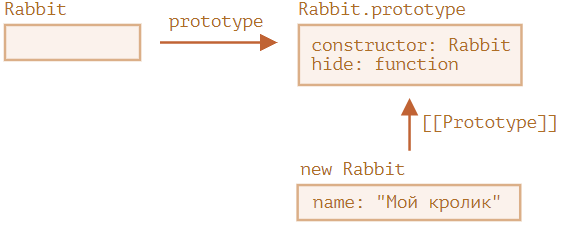 Rabbit
prototype
Rabbit.prototype
constructor: Rabbit
hide: function
[[Prototype]]
new Rabbit
name: "Мой кролик"